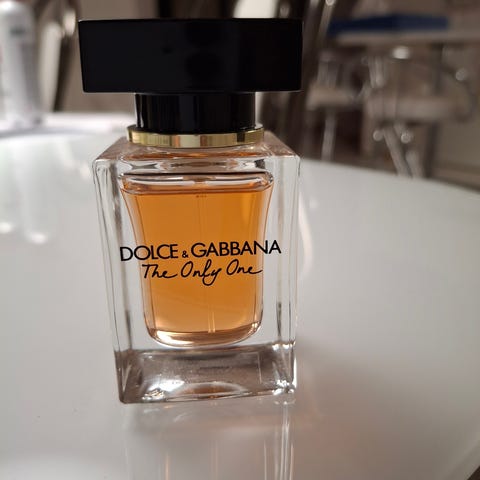 DOLCE & GABBANA
The Only One